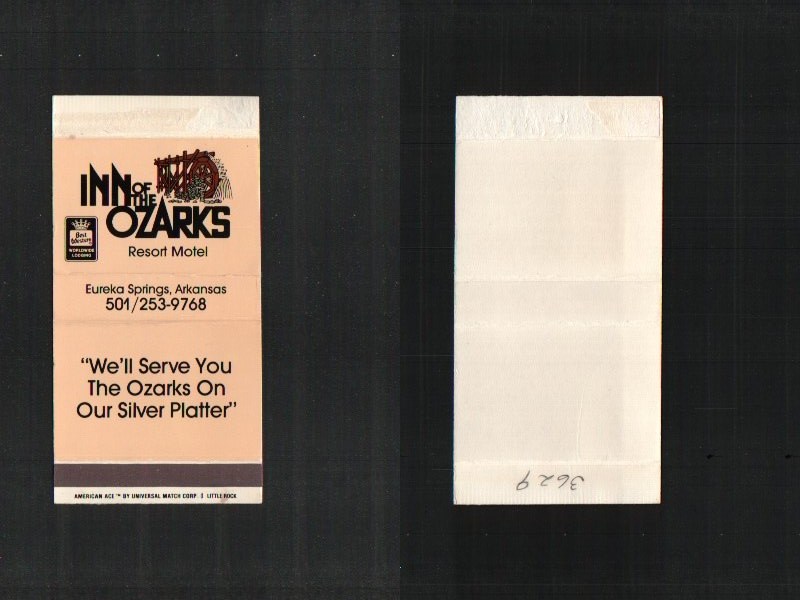 INN OF
THE
OZARKS
Best
Western
WORLDWIDE
LODGING
Resort Motel
Eureka Springs, Arkansas
501/253-9768
"We'll Serve You
The Ozarks On
Our Silver Platter"
AMERICAN ACE™ BY UNIVERSAL MATCH CORP. LITTLE ROCK
3629